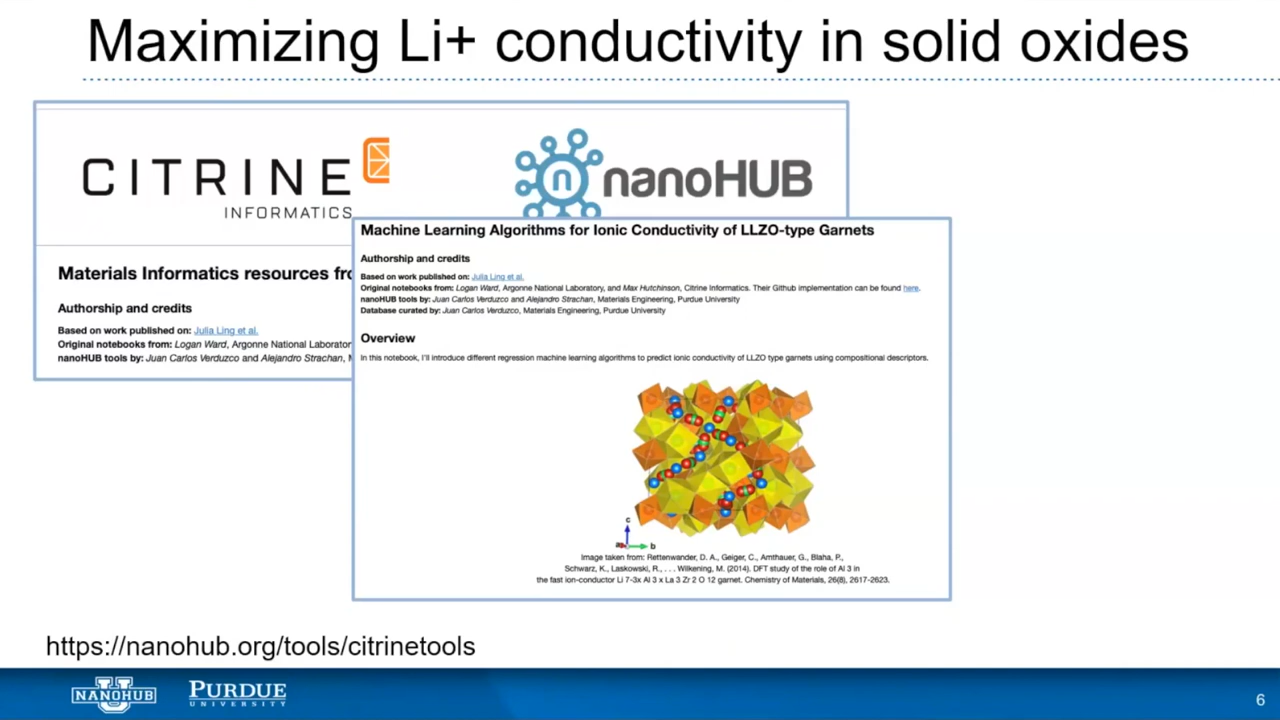 Maximizing Li+ conductivity in solid oxides
CITRINE
INFORMATICS
n
nanoHUB
Materials Informatics resources fr
Authorship and credits
Based on work published on: Julia Ling et al.
Original notebooks from: Logan Ward, Argonne National Laborator
nanoHUB tools by: Juan Carlos Verduzco and Alejandro Strachan,
Machine Learning Algorithms for Ionic Conductivity of LLZO-type Garnets
Authorship and credits
Based on work published on: Julia Ling et al.
Original notebooks from: Logan Ward, Argonne National Laboratory, and Max Hutchinson, Citrine Informatics. Their Github implementation can be found here.
nanoHUB tools by: Juan Carlos Verduzco and Alejandro Strachan, Materials Engineering, Purdue University
Database curated by: Juan Carlos Verduzco, Materials Engineering, Purdue University
Overview
In this notebook, I'll introduce different regression machine learning algorithms to predict ionic conductivity of LLZO type garnets using compositional descriptors.
c
a
b
Image taken from: Rettenwander, D. A., Geiger, C., Amthauer, G., Blaha, P.,
Schwarz, K., Laskowski, R., . . . Wilkening, M. (2014). DFT study of the role of Al 3 in
the fast ion-conductor Li 7-3x Al 3 x La 3 Zr 2 O 12 garnet. Chemistry of Materials, 26(8), 2617-2623.
https://nanohub.org/tools/citrinetools
NANOHUB
U
PURDUE
UNIVERSITY
6